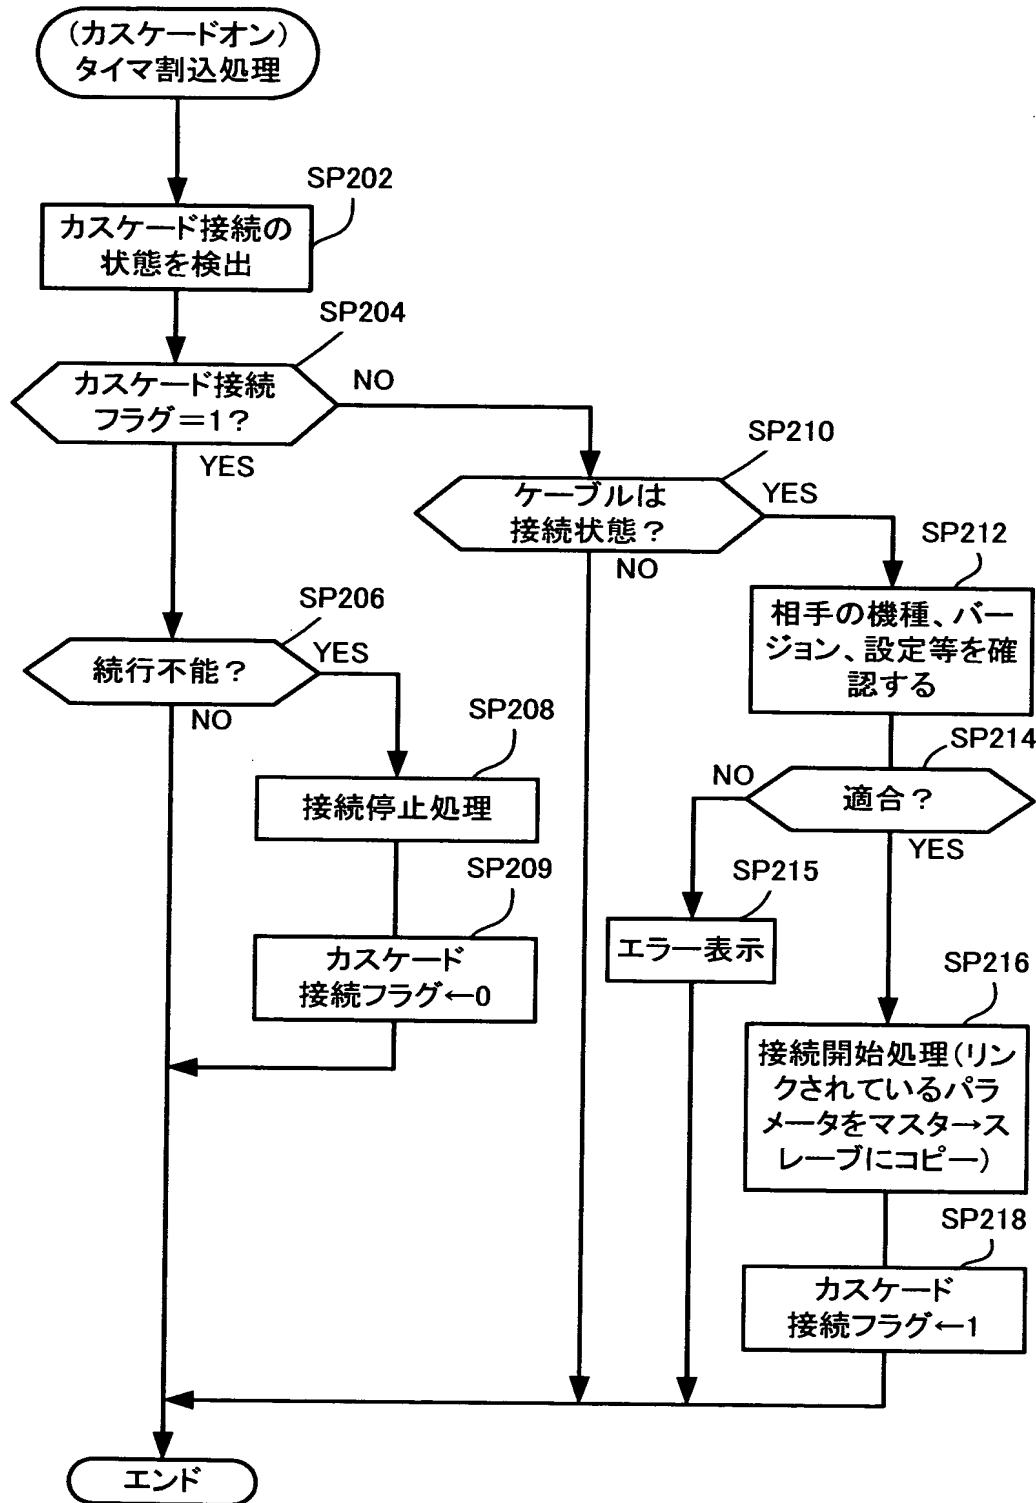 (カスケードオン)
タイマ割込処理
SP202
カスケード接続の
状態を検出
SP204
カスケード接続
フラグ＝1？
NO
YES
SP210
ケーブルは
接続状態？
YES
NO
SP212
相手の機種、バー
ジョン、設定等を確
認する
SP206
続行不能？
YES
NO
SP208
接続停止処理
SP214
適合？
NO
YES
SP209
カスケード
接続フラグ←0
SP215
エラー表示
SP216
接続開始処理(リン
クされているパラ
メータをマスタ→ス
レーブにコピー)
SP218
カスケード
接続フラグ←1
エンド